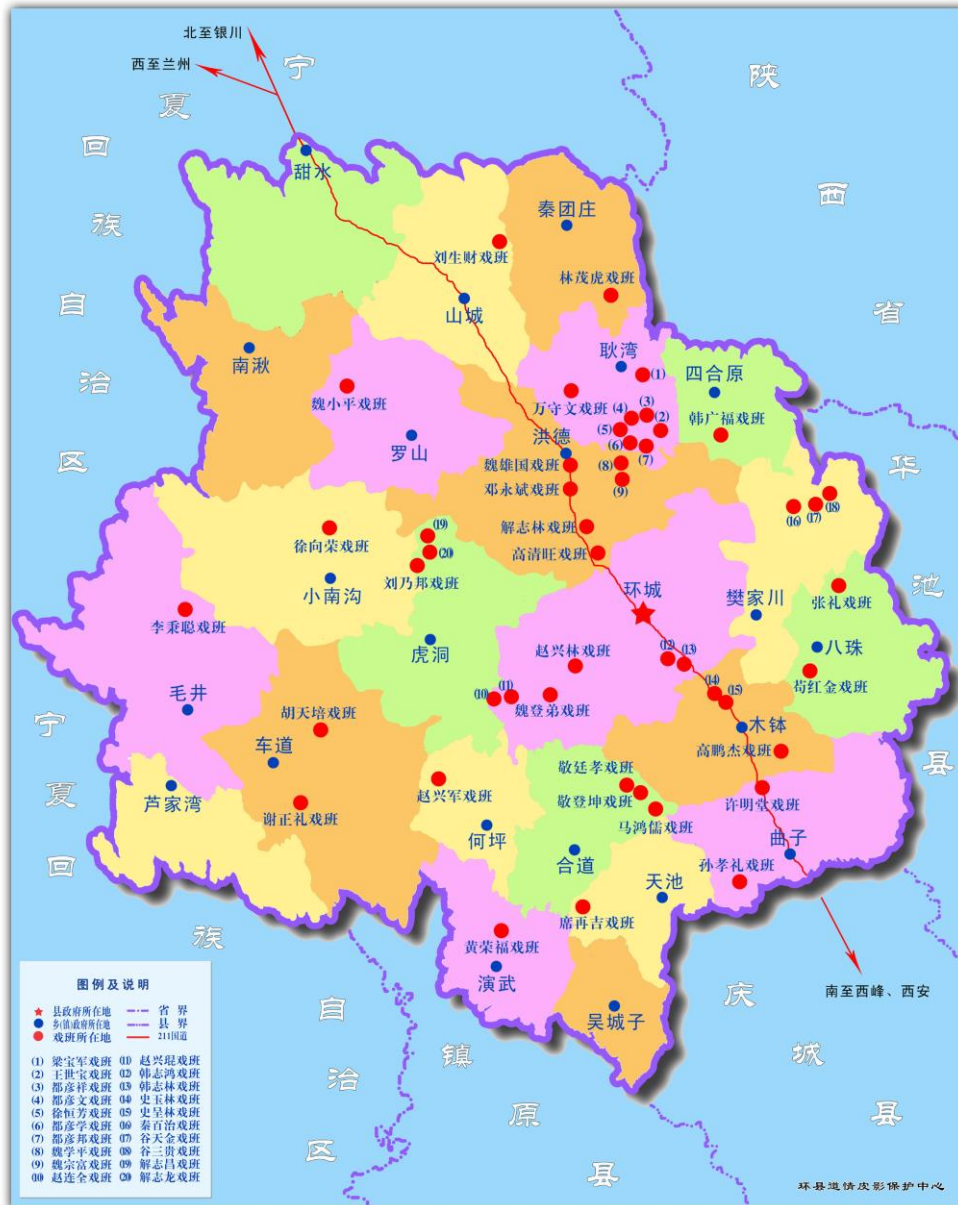 北至银川
西至兰州
宁夏回族自治区
陕西省
华池县
甜水
秦团庄
刘生财戏班
林茂虎戏班
山城
南湫
耿湾
(1)
四合原
魏小平戏班
万守文戏班
(4)
(3)
(2)
韩广福戏班
(5)
罗山
洪德
(6)
(7)
魏雄国戏班
(8)
邓永斌戏班
(9)
(16)
(17)
(18)
解志林戏班
徐向荣戏班
(19)
(20)
高清旺戏班
刘乃邦戏班
小南沟
环城
樊家川
张礼戏班
李秉聪戏班
虎洞
赵兴林戏班
(12)
(13)
八珠
苟红金戏班
毛井
(10)
(11)
魏登弟戏班
(14)
(15)
胡天培戏班
木钵
车道
高鹏杰戏班
敬廷孝戏班
芦家湾
赵兴军戏班
敬登坤戏班
许明堂戏班
谢正礼戏班
马鸿儒戏班
何坪
曲子
合道
孙孝礼戏班
天池
席再吉戏班
黄荣福戏班
演武
吴城子
南至西峰、西安
宁夏回族自治区
镇原县
庆城县
图例及说明
县政府所在地 省界
乡(镇)政府所在地 县界
戏班所在地 211国道
(1) 梁宝军戏班 (11) 赵兴琨戏班
(2) 王世宝戏班 (12) 韩志鸿戏班
(3) 都彦祥戏班 (13) 韩志林戏班
(4) 都彦文戏班 (14) 史玉林戏班
(5) 徐恒芳戏班 (15) 史呈林戏班
(6) 都彦学戏班 (16) 秦百治戏班
(7) 都彦邦戏班 (17) 谷天金戏班
(8) 魏学平戏班 (18) 谷三贵戏班
(9) 魏宗富戏班 (19) 解志昌戏班
(10) 赵连全戏班 (20) 解志龙戏班
环县道情皮影保护中心